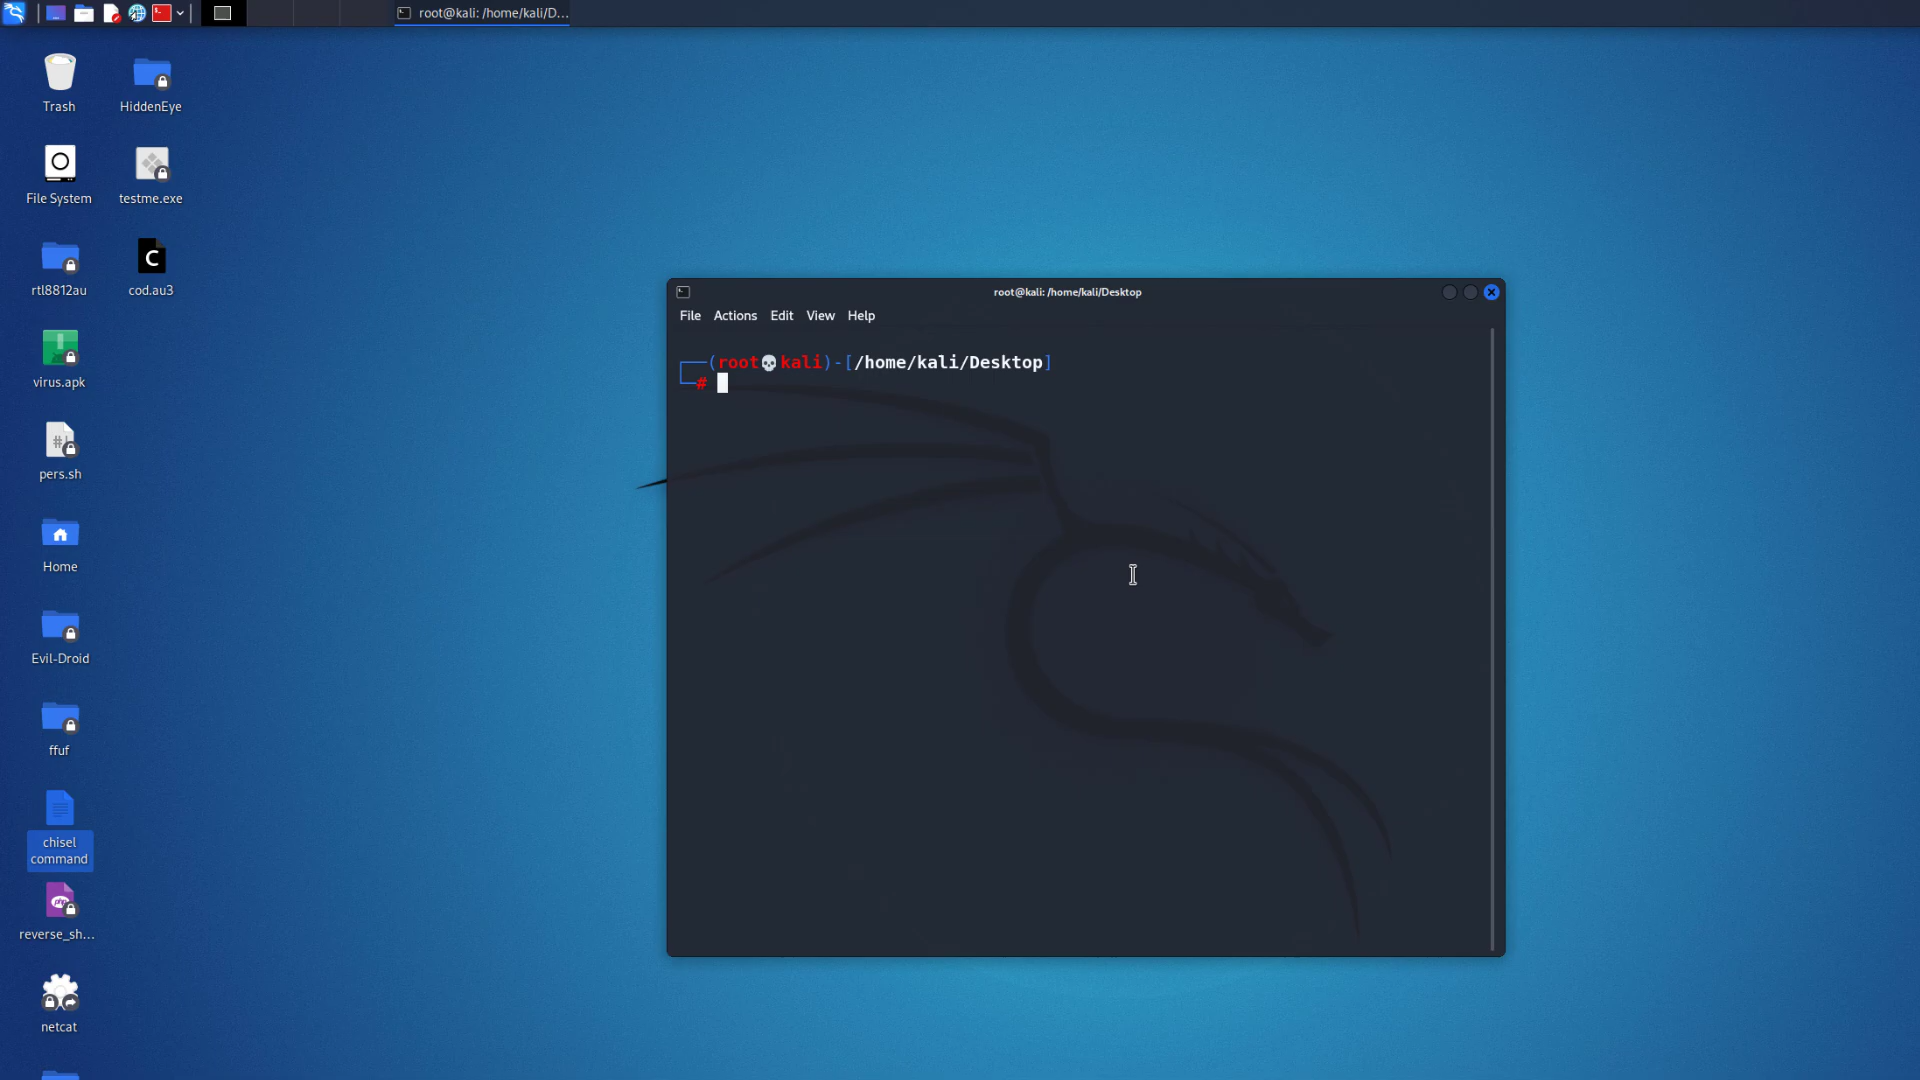 root@kali: /home/kali/D...
Trash
HiddenEye
File System
testme.exe
rtl8812au
C
cod.au3
virus.apk
#!
pers.sh
Home
Evil-Droid
ffuf
chisel
command
php
reverse_sh...
netcat
root@kali: /home/kali/Desktop
File Actions Edit View Help
┌──(root💀kali)-[/home/kali/Desktop]
└─#